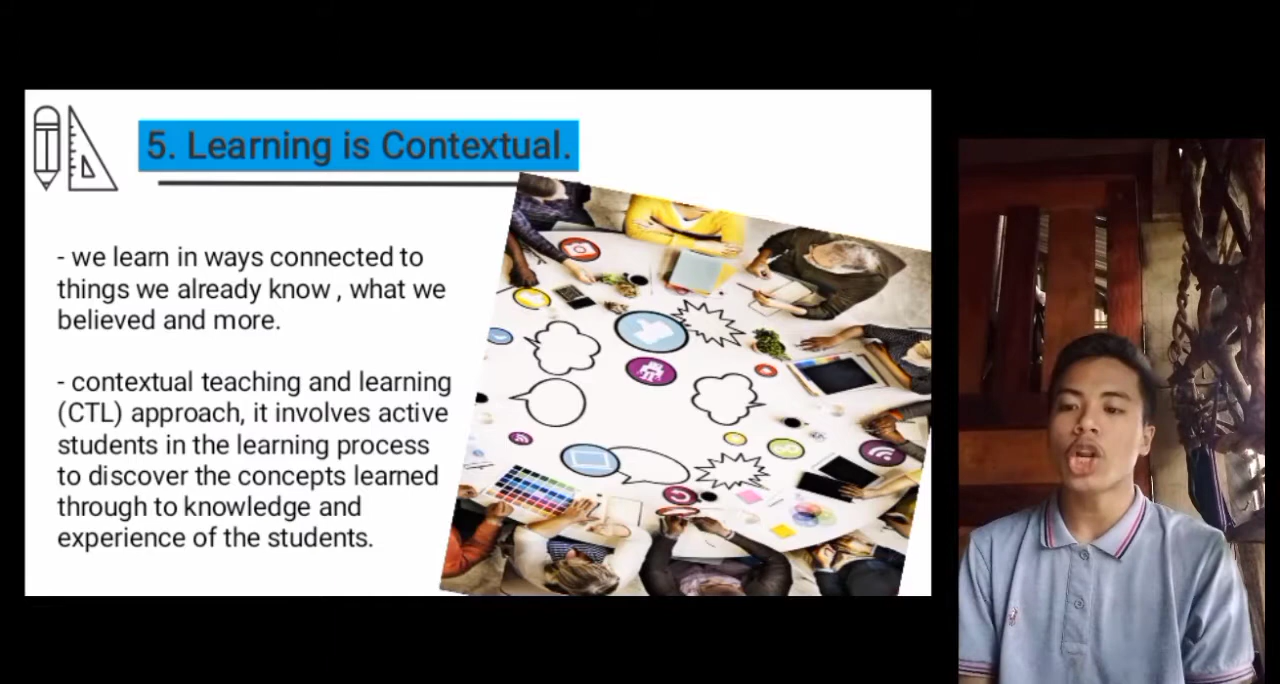 5. Learning is Contextual.
- we learn in ways connected to
things we already know , what we
believed and more.
- contextual teaching and learning
(CTL) approach, it involves active
students in the learning process
to discover the concepts learned
through to knowledge and
experience of the students.